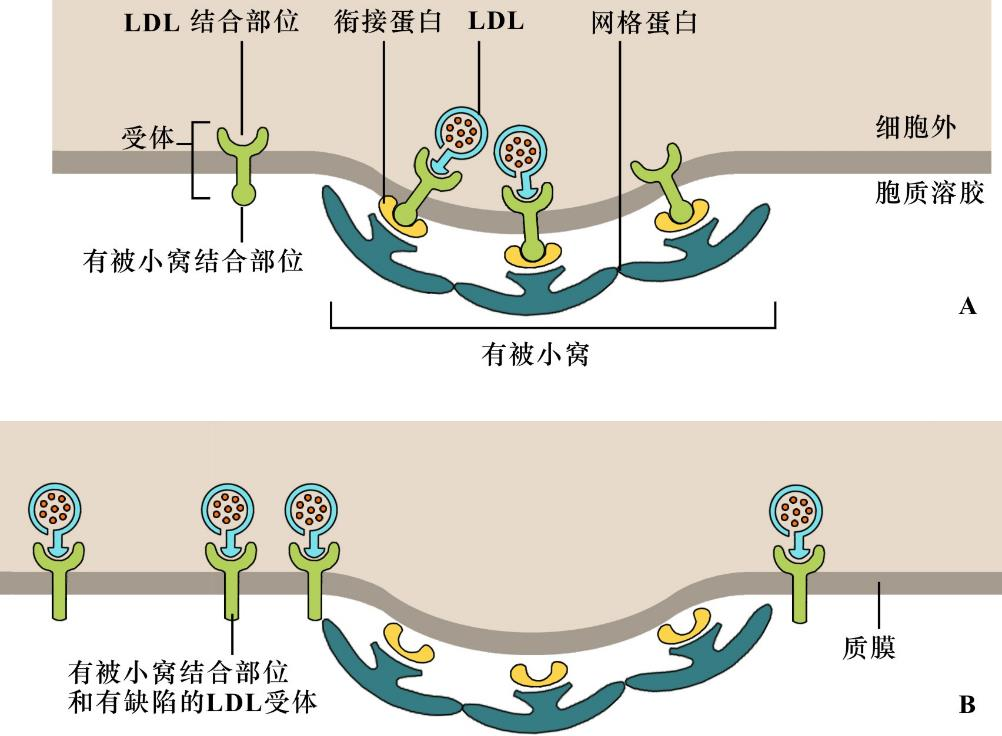 LDL 结合部位
衔接蛋白
LDL
网格蛋白
受体
细胞外
胞质溶胶
有被小窝结合部位
A
有被小窝
有被小窝结合部位
和有缺陷的LDL受体
质膜
B